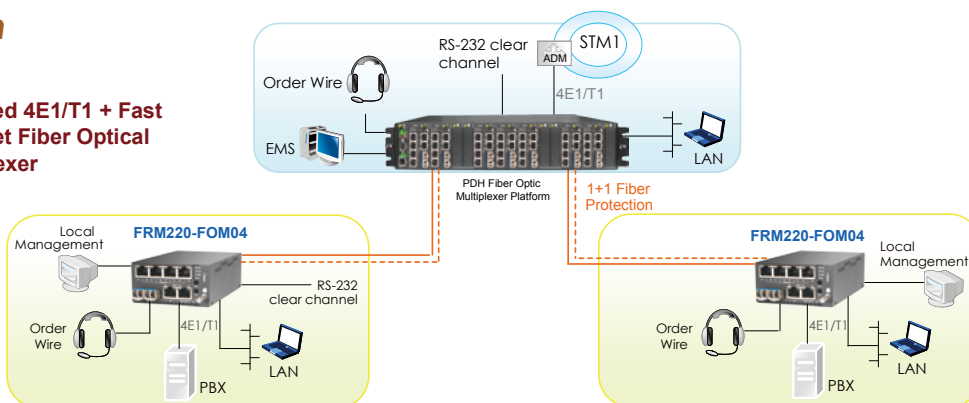 ed 4E1/T1 + Fast
et Fiber Optical
exer
RS-232 clear
channel
ADM
STM1
Order Wire
4E1/T1
EMS
LAN
PDH Fiber Optic
Multiplexer Platform
1+1 Fiber
Protection
Local
Management
FRM220-FOM04
RS-232
clear channel
Order
Wire
4E1/T1
LAN
PBX
FRM220-FOM04
Local
Management
Order
Wire
4E1/T1
LAN
PBX